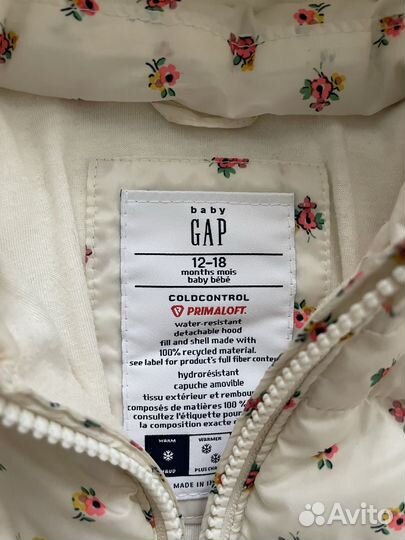 baby
GAP
12–18
months mois
baby bébé
COLDCONTROL
PRIMALOFT®
water-resistant
detachable hood
fill and shell made with
100% recycled material.
see label for product's full fiber
hydrorésistant
capuche amovible
tissu extérieur et rembour
composés de matières 100 %
consultez l'étiquette pour
la composition exacte
WARM WARMER
PLUS
MADE IN
Avito